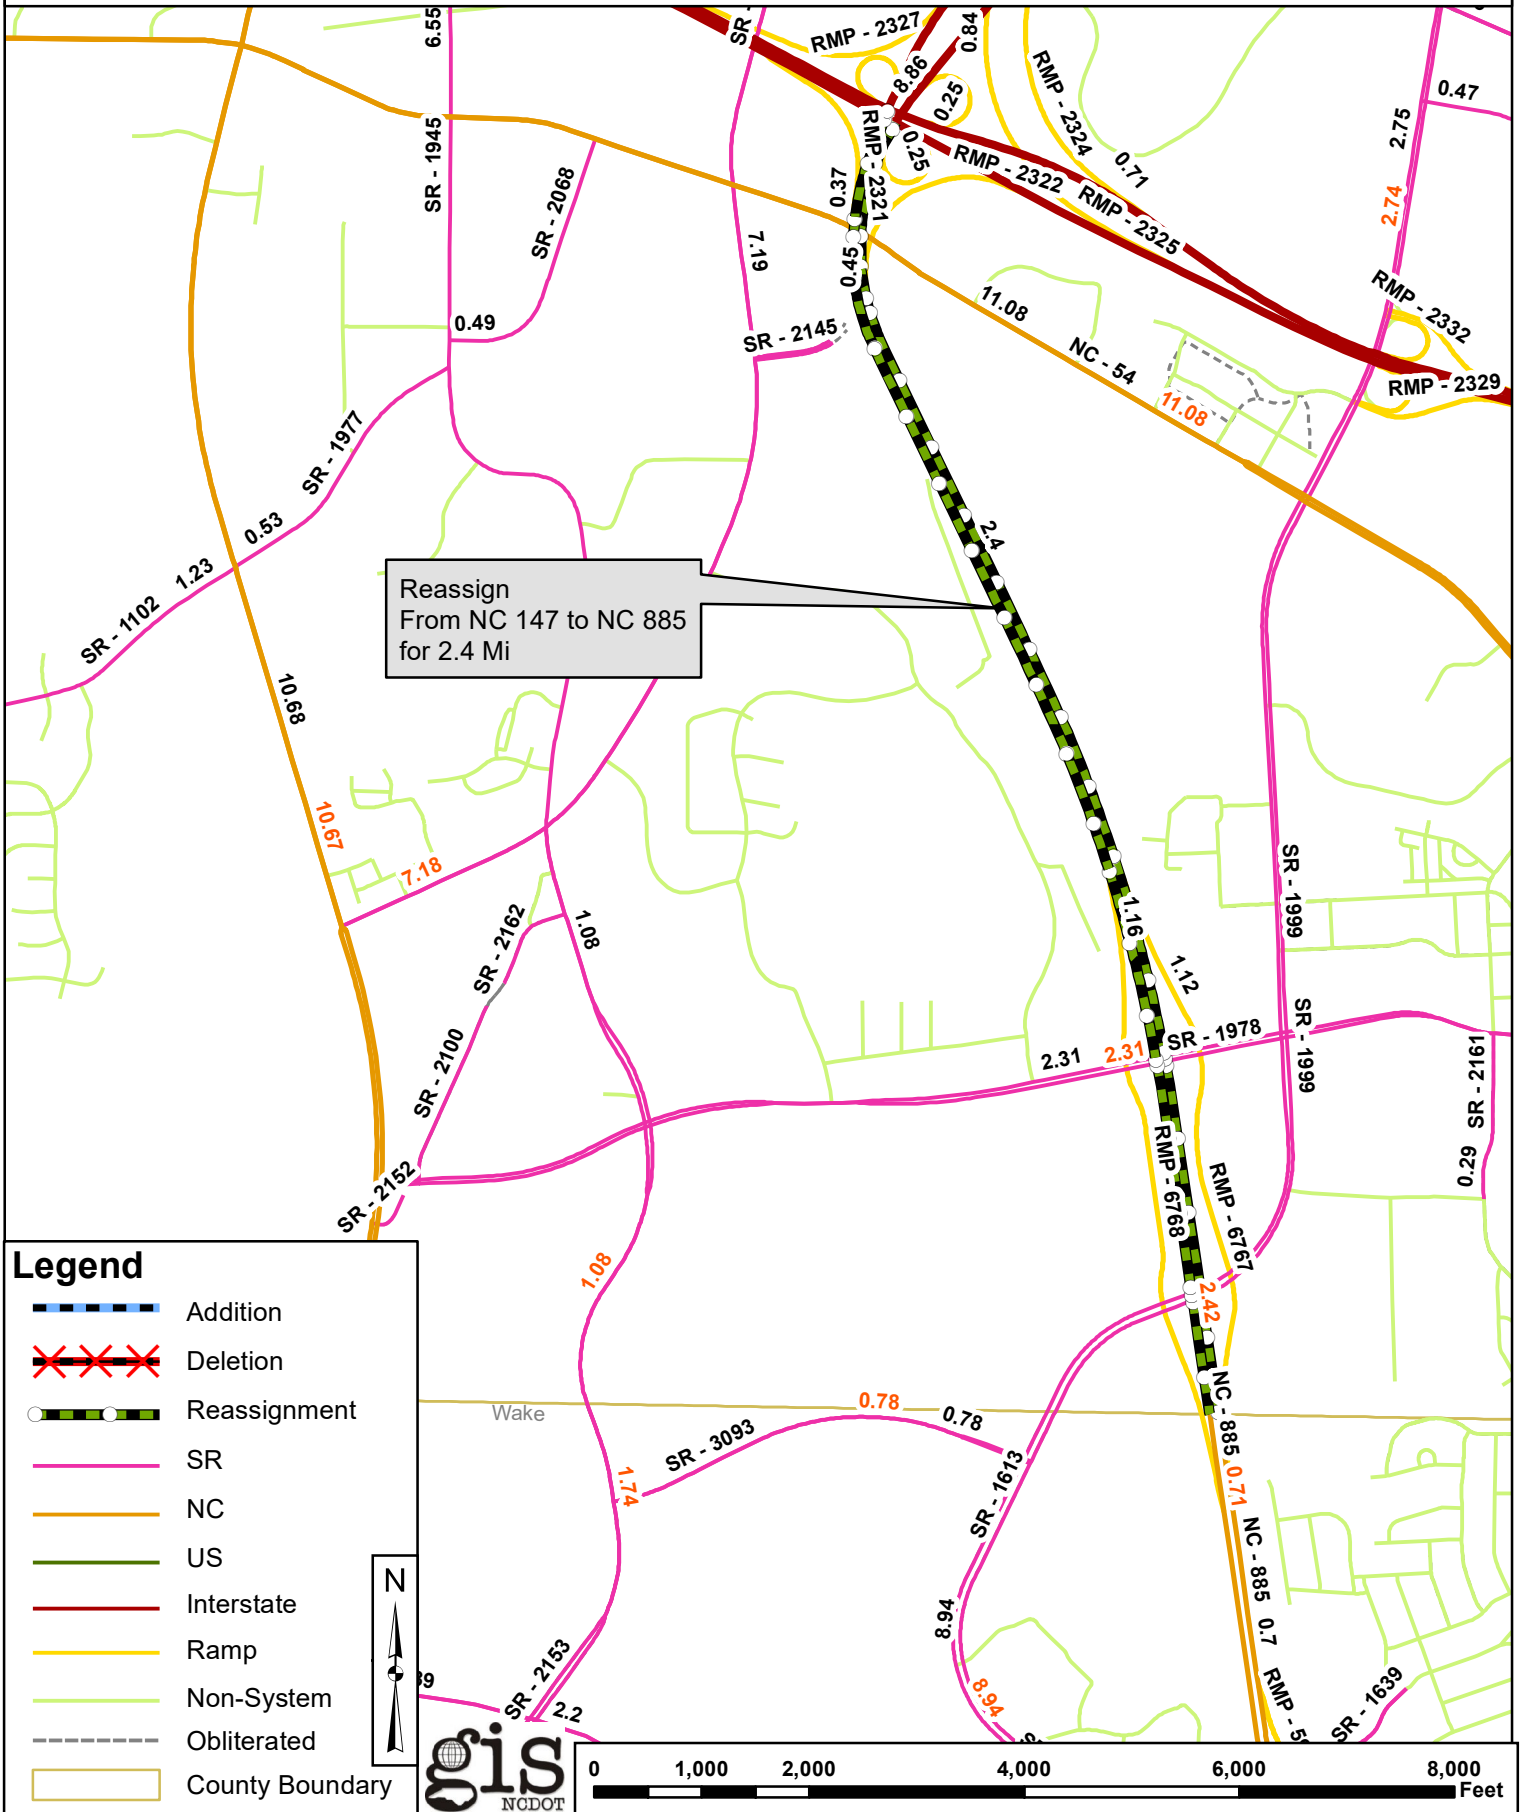 6.55
SR -
RMP - 2327
0.84
8.86
0.25
RMP - 2324
0.71
2.75
0.47
SR - 1945
SR - 2068
0.37
RMP - 2321
0.25
RMP - 2322
RMP - 2325
2.74
7.19
0.45
11.08
RMP - 2332
0.49
SR - 2145
NC - 54
RMP - 2329
11.08
SR - 1977
0.53
1.23
2.4
SR - 1102
Reassign
From NC 147 to NC 885
for 2.4 Mi
10.68
10.67
7.18
SR - 2162
1.08
1.16
1.12
SR - 1999
SR - 2100
2.31
2.31
SR - 1978
SR - 1999
SR - 2161
0.29
SR - 2152
RMP - 6768
RMP - 6767
1.08
2.42
Wake
0.78
0.78
SR - 3093
NC - 885
1.74
SR - 1613
0.71
NC - 885
0.7
8.94
8.94
SR - 2153
2.2
39
RMP - 59
SR - 1639
Legend
Addition
Deletion
Reassignment
SR
NC
US
Interstate
Ramp
Non-System
Obliterated
County Boundary
N
gis
NCDOT
0 1,000 2,000 4,000 6,000 8,000
Feet